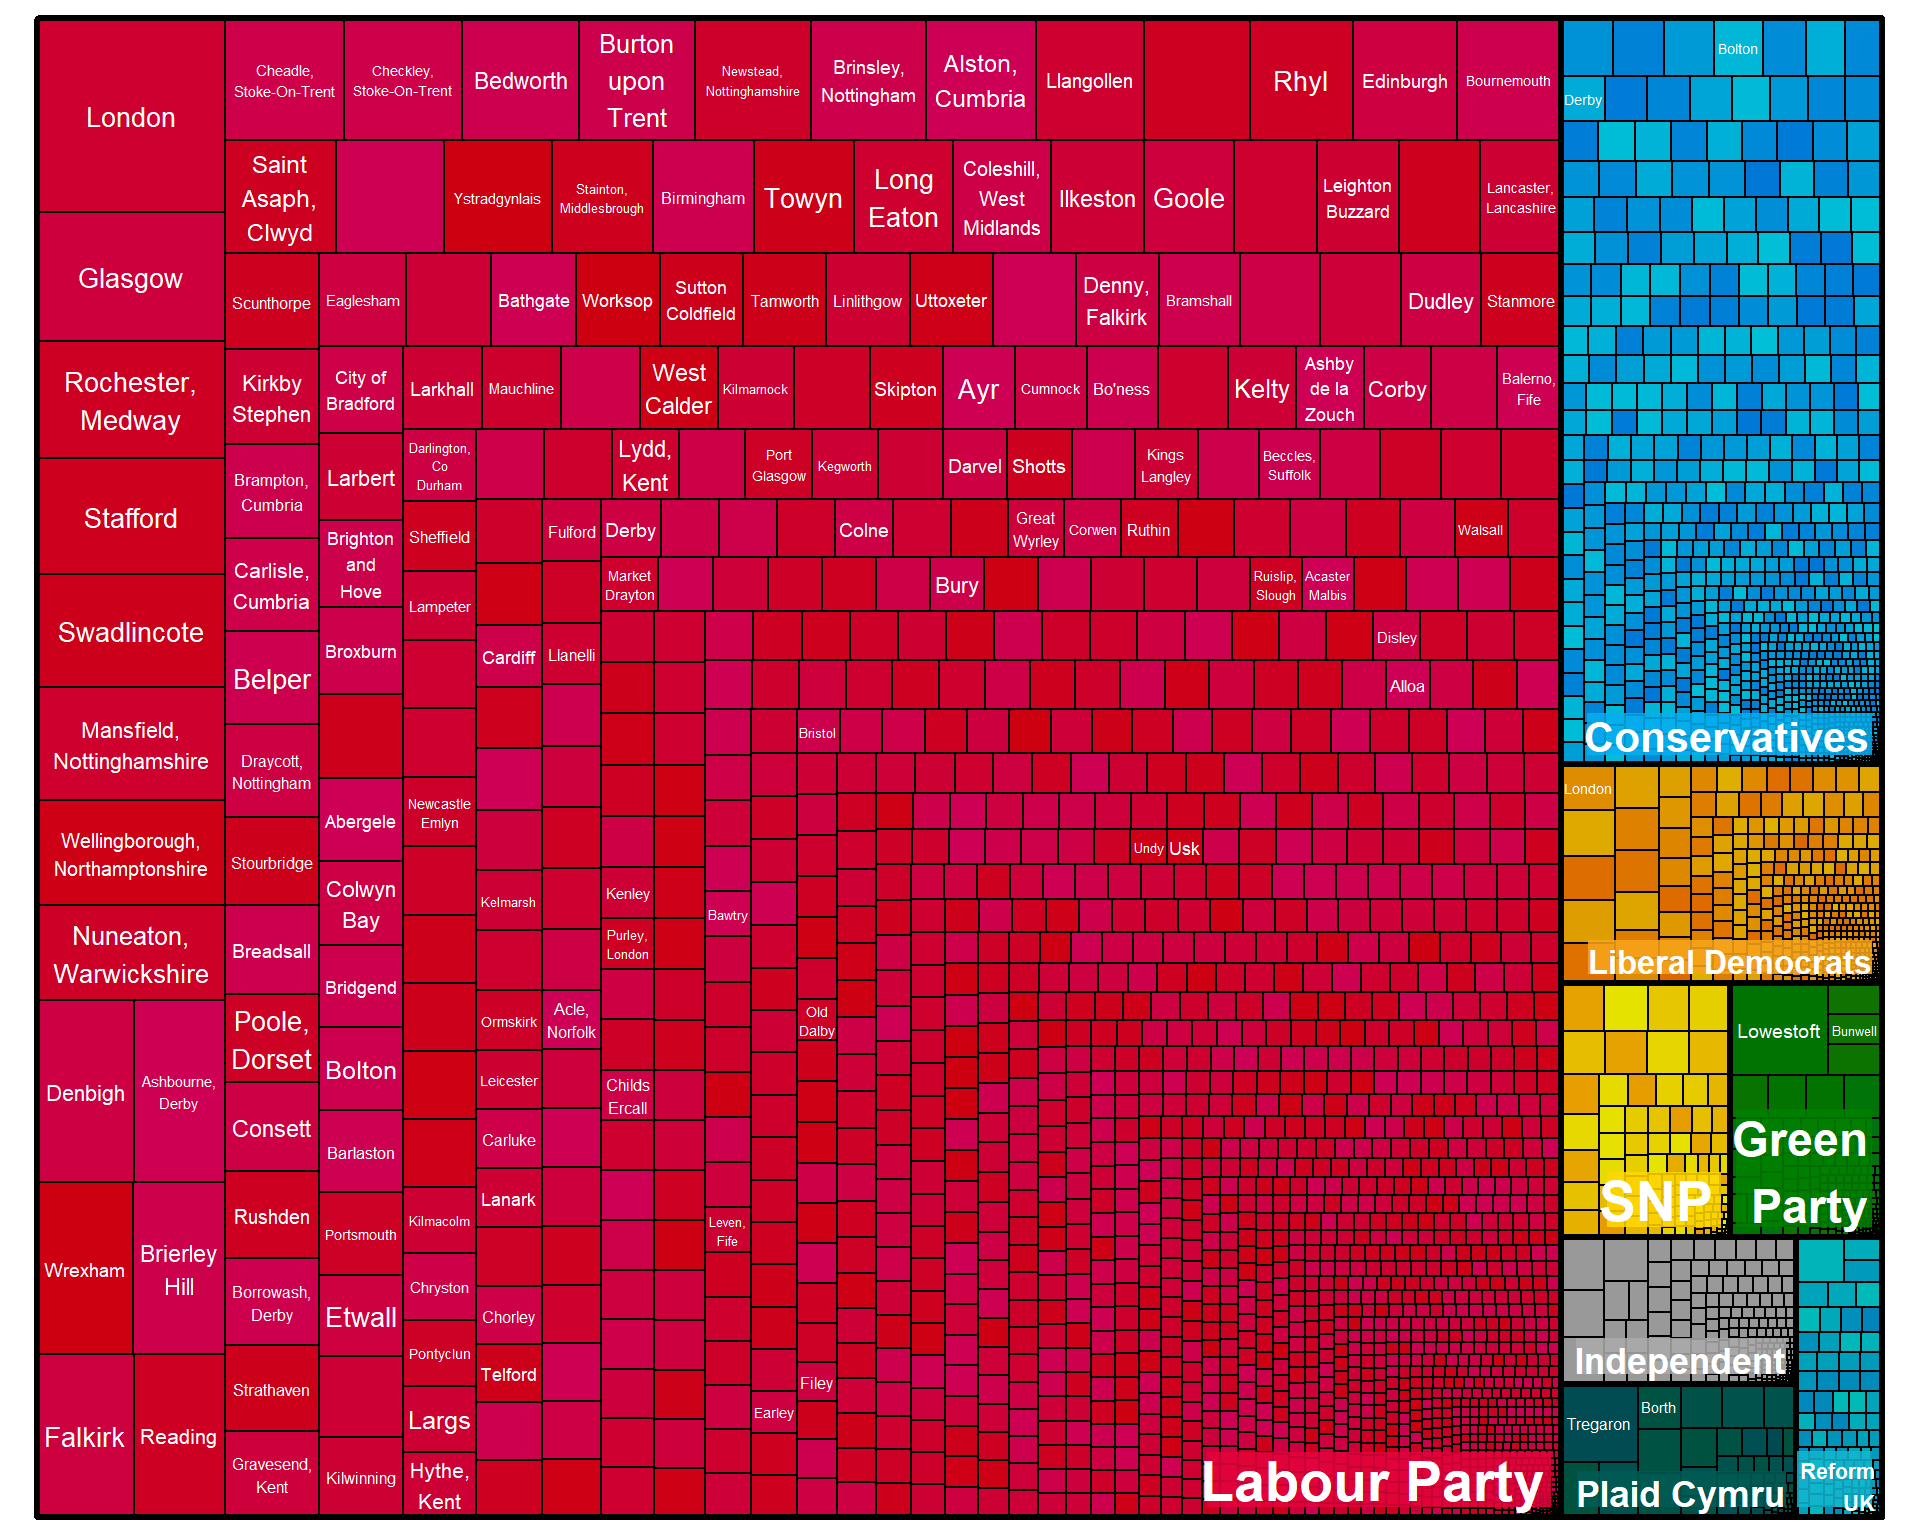 London
Glasgow
Rochester,
Medway
Stafford
Swadlincote
Mansfield,
Nottinghamshire
Wellingborough,
Northamptonshire
Nuneaton,
Warwickshire
Denbigh
Ashbourne,
Derby
Wrexham
Brierley
Hill
Falkirk
Reading
Cheadle,
Stoke-On-Trent
Checkley,
Stoke-On-Trent
Bedworth
Burton
upon
Trent
Newstead,
Nottinghamshire
Brinsley,
Nottingham
Alston,
Cumbria
Llangollen
Rhyl
Edinburgh
Bournemouth
Saint
Asaph,
Clwyd
Ystradgynlais
Stainton,
Middlesbrough
Birmingham
Towyn
Long
Eaton
Coleshill,
West
Midlands
Ilkeston
Goole
Leighton
Buzzard
Lancaster,
Lancashire
Scunthorpe
Eaglesham
Bathgate
Worksop
Sutton
Coldfield
Tamworth
Linlithgow
Uttoxeter
Denny,
Falkirk
Bramshall
Dudley
Stanmore
Kirkby
Stephen
Brampton,
Cumbria
Carlisle,
Cumbria
Belper
Draycott,
Nottingham
Stourbridge
Breadsall
Poole,
Dorset
Consett
Rushden
Borrowash,
Derby
Strathaven
Gravesend,
Kent
City of
Bradford
Larbert
Brighton
and
Hove
Broxburn
Abergele
Colwyn
Bay
Bridgend
Bolton
Barlaston
Portsmouth
Etwall
Kilwinning
Larkhall
Mauchline
West
Calder
Kilmarnock
Skipton
Ayr
Cumnock
Bo'ness
Kelty
Ashby
de la
Zouch
Corby
Balerno,
Fife
Darlington,
Co
Durham
Sheffield
Lampeter
Newcastle
Emlyn
Kilmacolm
Chryston
Pontyclun
Largs
Hythe,
Kent
Lydd,
Kent
Port
Glasgow
Kegworth
Darvel
Shotts
Kings
Langley
Beccles,
Suffolk
Cardiff
Kelmarsh
Ormskirk
Leicester
Carluke
Lanark
Chorley
Telford
Fulford
Llanelli
Acle,
Norfolk
Derby
Colne
Great
Wyrley
Corwen
Ruthin
Walsall
Market
Drayton
Bury
Ruislip,
Slough
Acaster
Malbis
Disley
Alloa
Kenley
Purley,
London
Childs
Ercall
Bawtry
Leven,
Fife
Earley
Bristol
Old
Dalby
Filey
Undy
Usk
Labour Party
Bolton
Derby
Conservatives
London
Liberal Democrats
SNP
Lowestoft
Bunwell
Green
Party
Independent
Tregaron
Borth
Plaid Cymru
Reform
UK